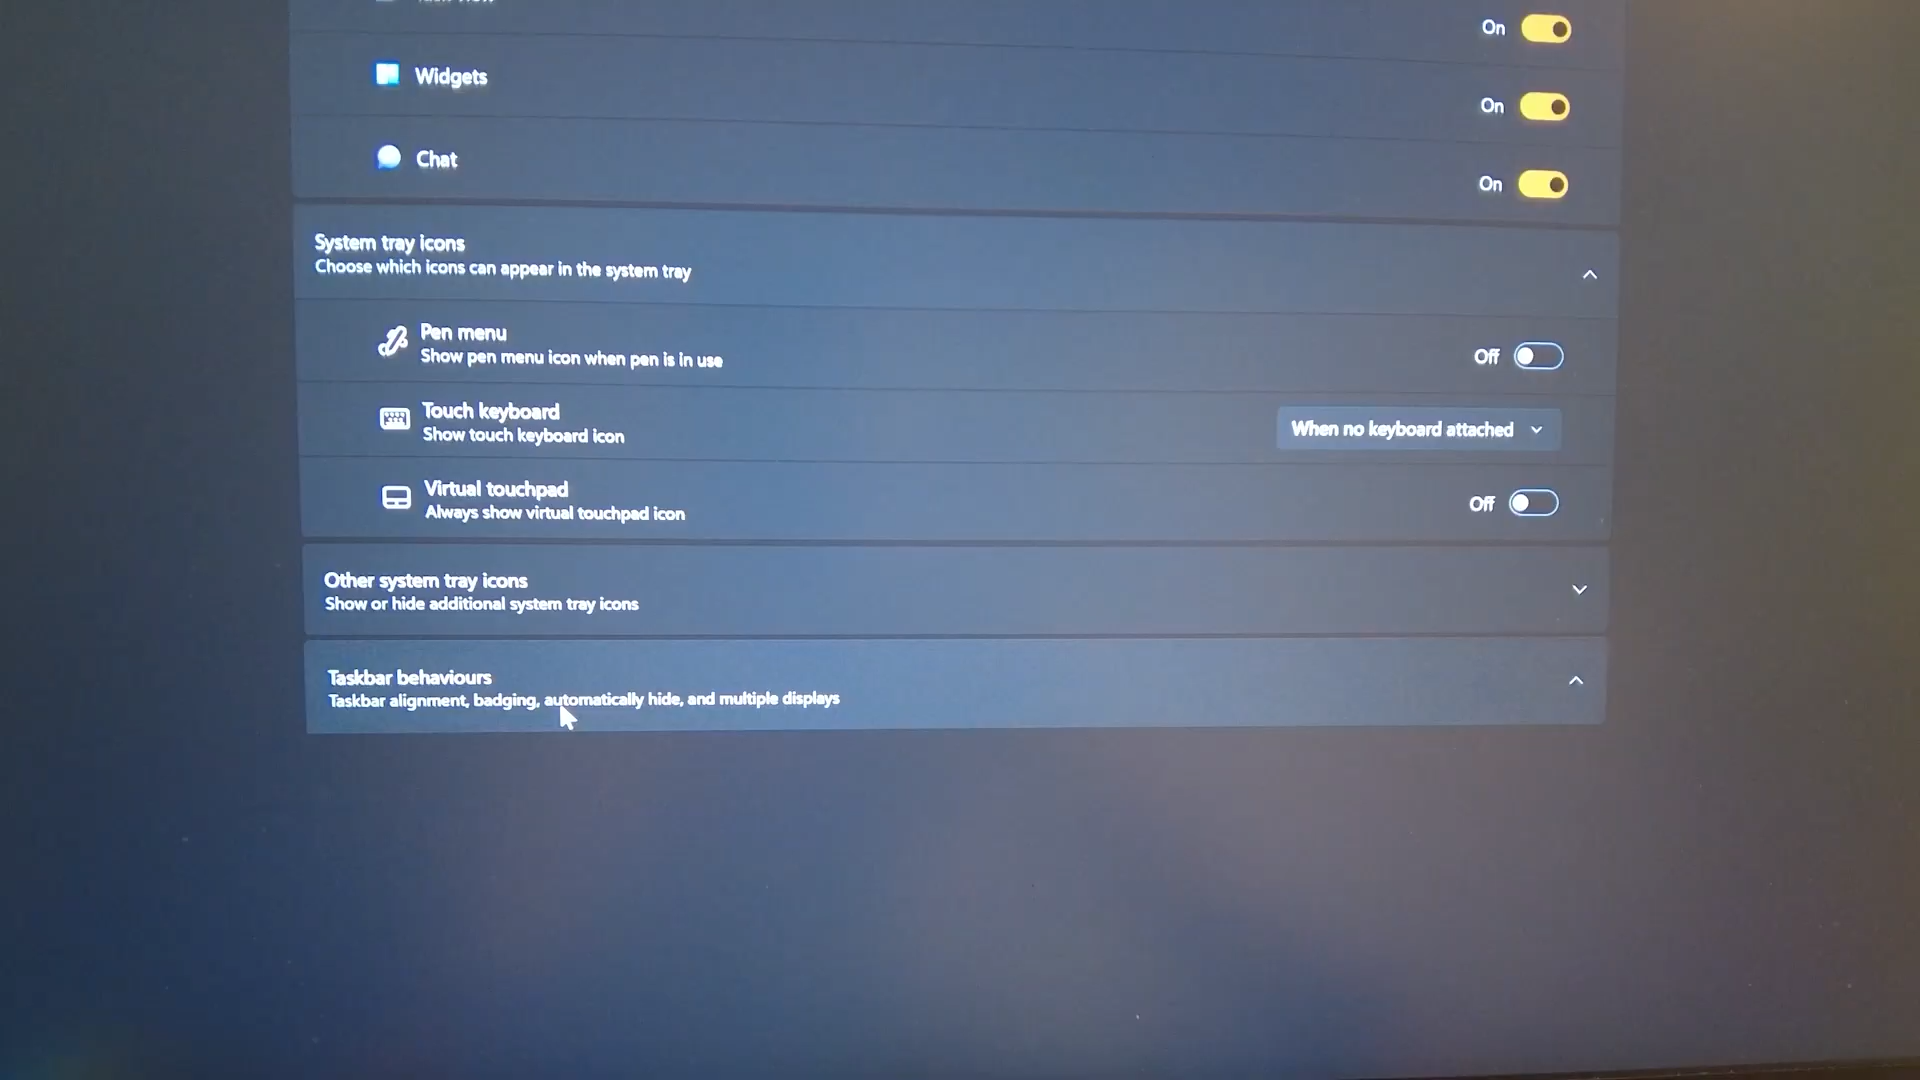 On
Widgets
On
Chat
On
System tray icons
Choose which icons can appear in the system tray
Pen menu
Show pen menu icon when pen is in use
Off
Touch keyboard
Show touch keyboard icon
When no keyboard attached
Virtual touchpad
Always show virtual touchpad icon
Off
Other system tray icons
Show or hide additional system tray icons
Taskbar behaviours
Taskbar alignment, badging, automatically hide, and multiple displays